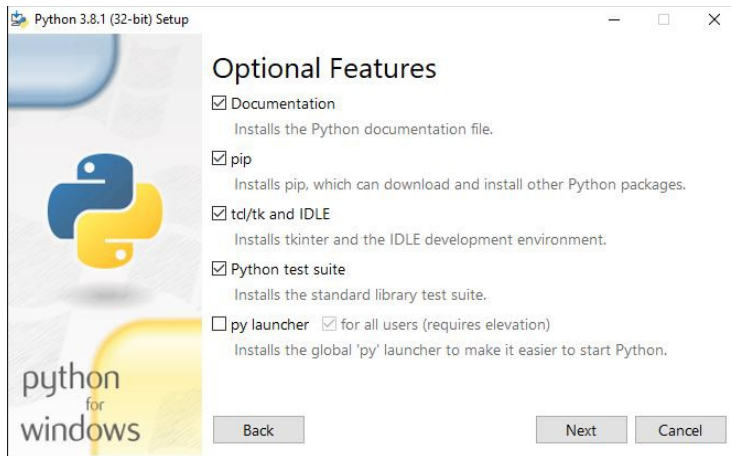 Python 3.8.1 (32-bit) Setup
Optional Features
Documentation
Installs the Python documentation file.
pip
Installs pip, which can download and install other Python packages.
tcl/tk and IDLE
Installs tkinter and the IDLE development environment.
Python test suite
Installs the standard library test suite.
py launcher for all users (requires elevation)
Installs the global 'py' launcher to make it easier to start Python.
python
for
windows
Back Next Cancel